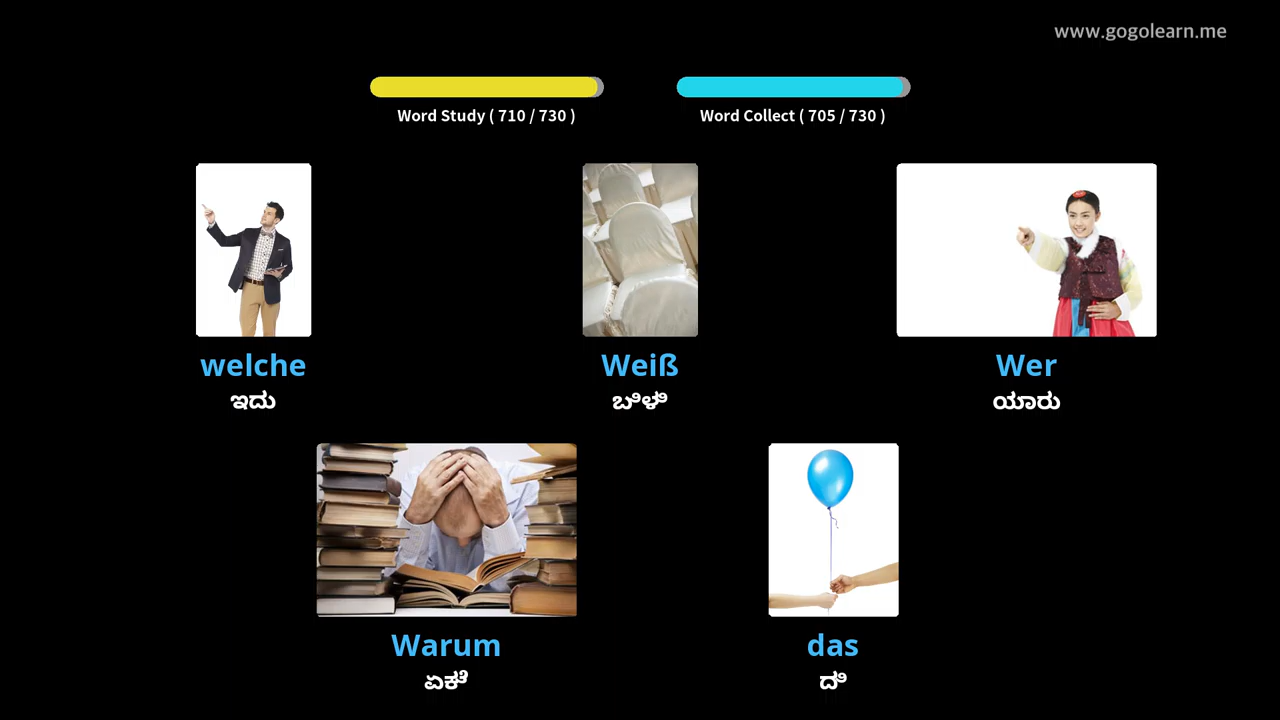 www.gogolearn.me
Word Study ( 710 / 730 )
Word Collect ( 705 / 730 )
welche
ಇದು
Weiß
ಬಿಳಿ
Wer
ಯಾರು
Warum
ಏಕೆ
das
ದಿ